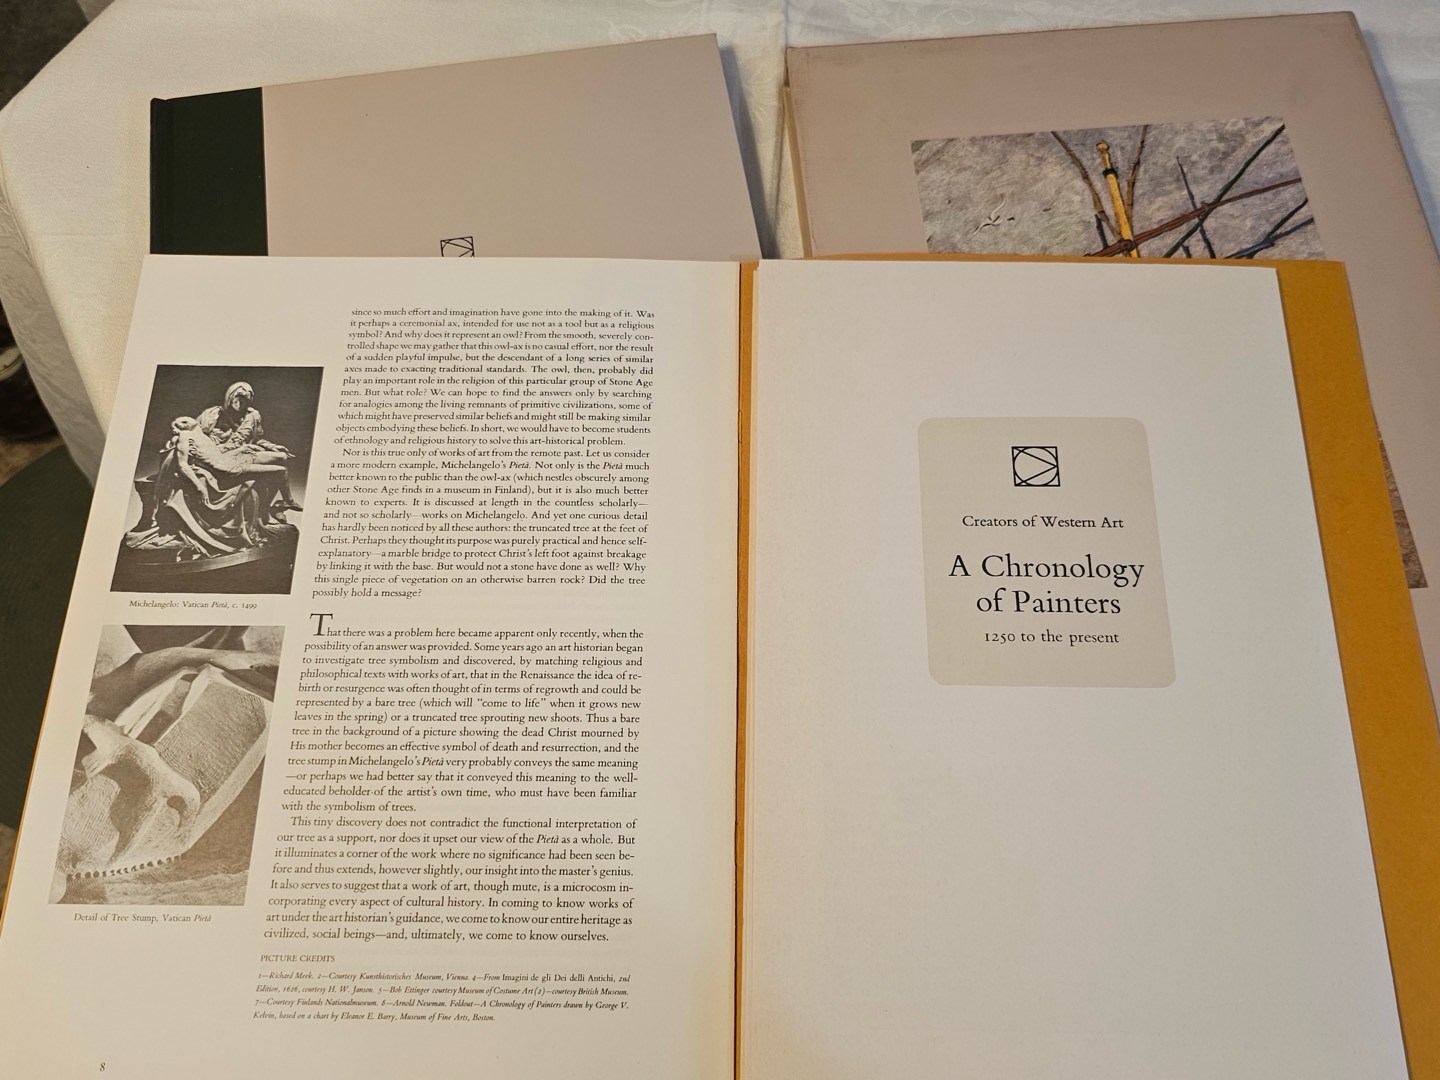 since so much effort and imagination have gone into the making of it. Was
it perhaps a ceremonial ax, intended for use not as a tool but as a religious
symbol? And why does it represent an owl? From the smooth, severely con-
trolled shape we may gather that this owl-ax is no casual effort, nor the result
of a sudden playful impulse, but the descendant of a long series of similar
axes made to exacting traditional standards. The owl, then, probably did
play an important role in the religion of this particular group of Stone Age
men. But what role? We can hope to find the answers only by searching
for analogies among the living remnants of primitive civilizations, some of
which might have preserved similar beliefs and might still be making similar
objects embodying these beliefs. In short, we would have to become students
of ethnology and religious history to solve this art-historical problem.
Nor is this true only of works of art from the remote past. Let us consider
a more modern example, Michelangelo's Pietà. Not only is the Pietà much
better known to the public than the owl-ax (which nestles obscurely among
other Stone Age finds in a museum in Finland), but it is also much better
known to experts. It is discussed at length in the countless scholarly—
and not so scholarly—works on Michelangelo. And yet one curious detail
has hardly been noticed by all these authors: the truncated tree at the feet of
Christ. Perhaps they thought its purpose was purely practical and hence self-
explanatory—a marble bridge to protect Christ's left foot against breakage
by linking it with the base. But would not a stone have done as well? Why
this single piece of vegetation on an otherwise barren rock? Did the tree
possibly hold a message?
Michelangelo: Vatican Pietà, c. 1499
That there was a problem here became apparent only recently, when the
possibility of an answer was provided. Some years ago an art historian began
to investigate tree symbolism and discovered, by matching religious and
philosophical texts with works of art, that in the Renaissance the idea of re-
birth or resurgence was often thought of in terms of regrowth and could be
represented by a bare tree (which will "come to life" when it grows new
leaves in the spring) or a truncated tree sprouting new shoots. Thus a bare
tree in the background of a picture showing the dead Christ mourned by
His mother becomes an effective symbol of death and resurrection, and the
tree stump in Michelangelo's Pietà very probably conveys the same meaning
—or perhaps we had better say that it conveyed this meaning to the well-
educated beholder of the artist's own time, who must have been familiar
with the symbolism of trees.
This tiny discovery does not contradict the functional interpretation of
our tree as a support, nor does it upset our view of the Pietà as a whole. But
it illuminates a corner of the work where no significance had been seen be-
fore and thus extends, however slightly, our insight into the master's genius.
It also serves to suggest that a work of art, though mute, is a microcosm in-
corporating every aspect of cultural history. In coming to know works of
art under the art historian's guidance, we come to know our entire heritage as
civilized, social beings—and, ultimately, we come to know ourselves.
Detail of Tree Stump, Vatican Pietà
PICTURE CREDITS
1—Richard Meek. 2—Courtesy Kunsthistorisches Museum, Vienna. 4—From Imagini de gli Dei delli Antichi, 2nd
Edition, 1626, courtesy H. W. Janson. 5—Bob Ettinger courtesy Museum of Costume Art (2)—courtesy British Museum.
7—Courtesy Finlands Nationalmuseum. 8—Arnold Newman. Foldout—A Chronology of Painters drawn by George V.
Kelvin, based on a chart by Eleanor E. Barry, Museum of Fine Arts, Boston.
8
Creators of Western Art
A Chronology
of Painters
1250 to the present